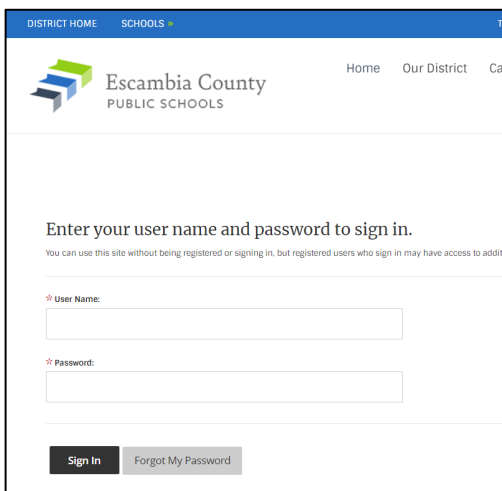 DISTRICT HOME SCHOOLS »
Home Our District
Escambia County
PUBLIC SCHOOLS
Enter your user name and password to sign in.
You can use this site without being registered or signing in, but registered users who sign in may have access to
* User Name:
* Password:
Sign In Forgot My Password